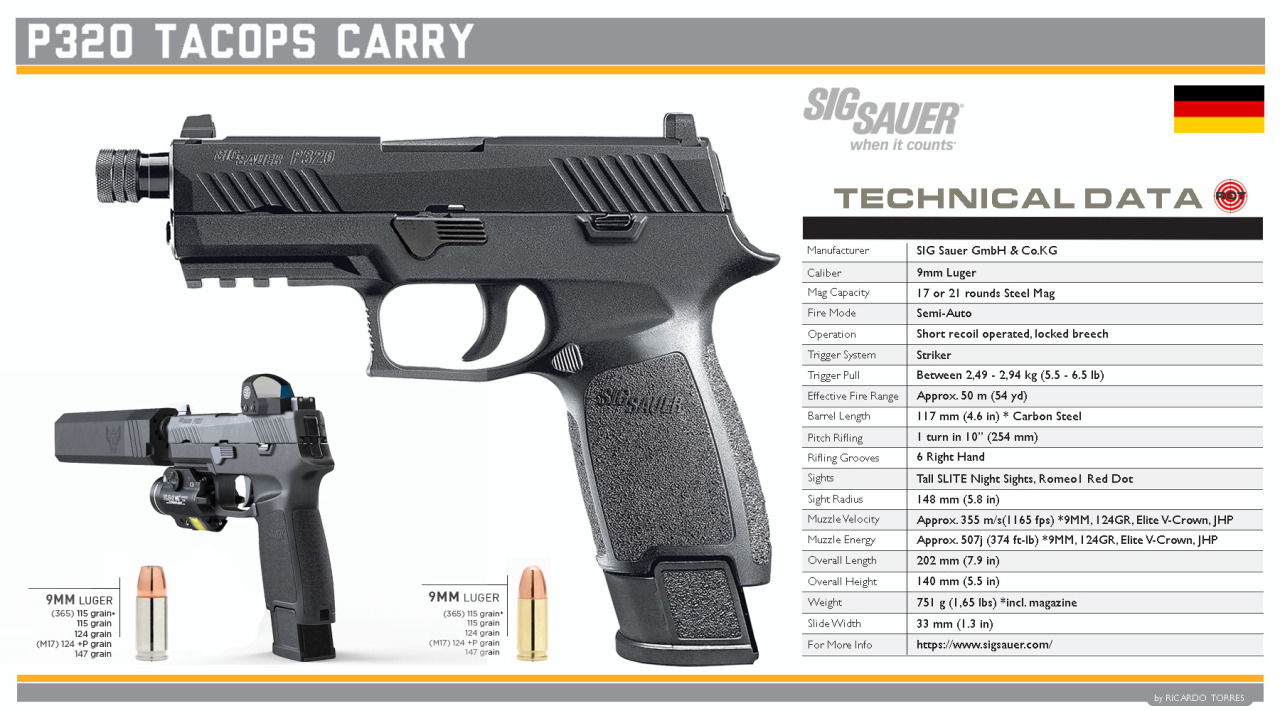 P320 TACOPS CARRY
SIG SAUER
when it counts
TECHNICAL DATA
RDT
SIG SAUER P320
SIG SAUER
Manufacturer SIG Sauer GmbH & Co.KG
Caliber 9mm Luger
Mag Capacity 17 or 21 rounds Steel Mag
Fire Mode Semi-Auto
Operation Short recoil operated, locked breech
Trigger System Striker
Trigger Pull Between 2,49 - 2,94 kg (5.5 - 6.5 lb)
Effective Fire Range Approx. 50 m (54 yd)
Barrel Length 117 mm (4.6 in) * Carbon Steel
Pitch Rifling 1 turn in 10" (254 mm)
Rifling Grooves 6 Right Hand
Sights Tall SLITE Night Sights, Romeo1 Red Dot
Sight Radius 148 mm (5.8 in)
Muzzle Velocity Approx. 355 m/s(1165 fps) *9MM, 124GR, Elite V-Crown, JHP
Muzzle Energy Approx. 507j (374 ft-lb) *9MM, 124GR, Elite V-Crown, JHP
Overall Length 202 mm (7.9 in)
Overall Height 140 mm (5.5 in)
Weight 751 g (1,65 lbs) *incl. magazine
Slide Width 33 mm (1.3 in)
For More Info https://www.sigsauer.com/
9MM LUGER
(365) 115 grain*
115 grain
124 grain
(M17) 124 +P grain
147 grain
9MM LUGER
(365) 115 grain*
115 grain
124 grain
(M17) 124 +P grain
147 grain
by RICARDO TORRES